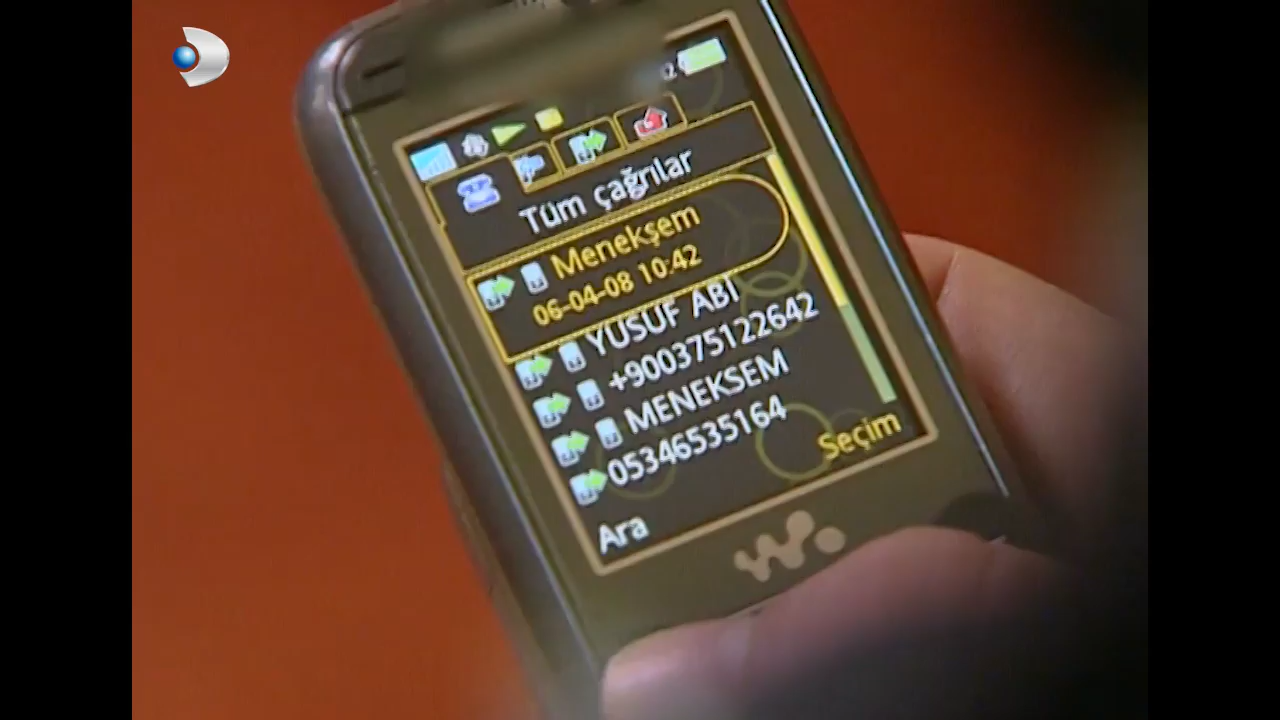 Tüm çağrılar
Menekşem
06-04-08 10:42
YUSUF ABİ
+900375122642
MENEKSEM
05346535164
Ara
Seçim